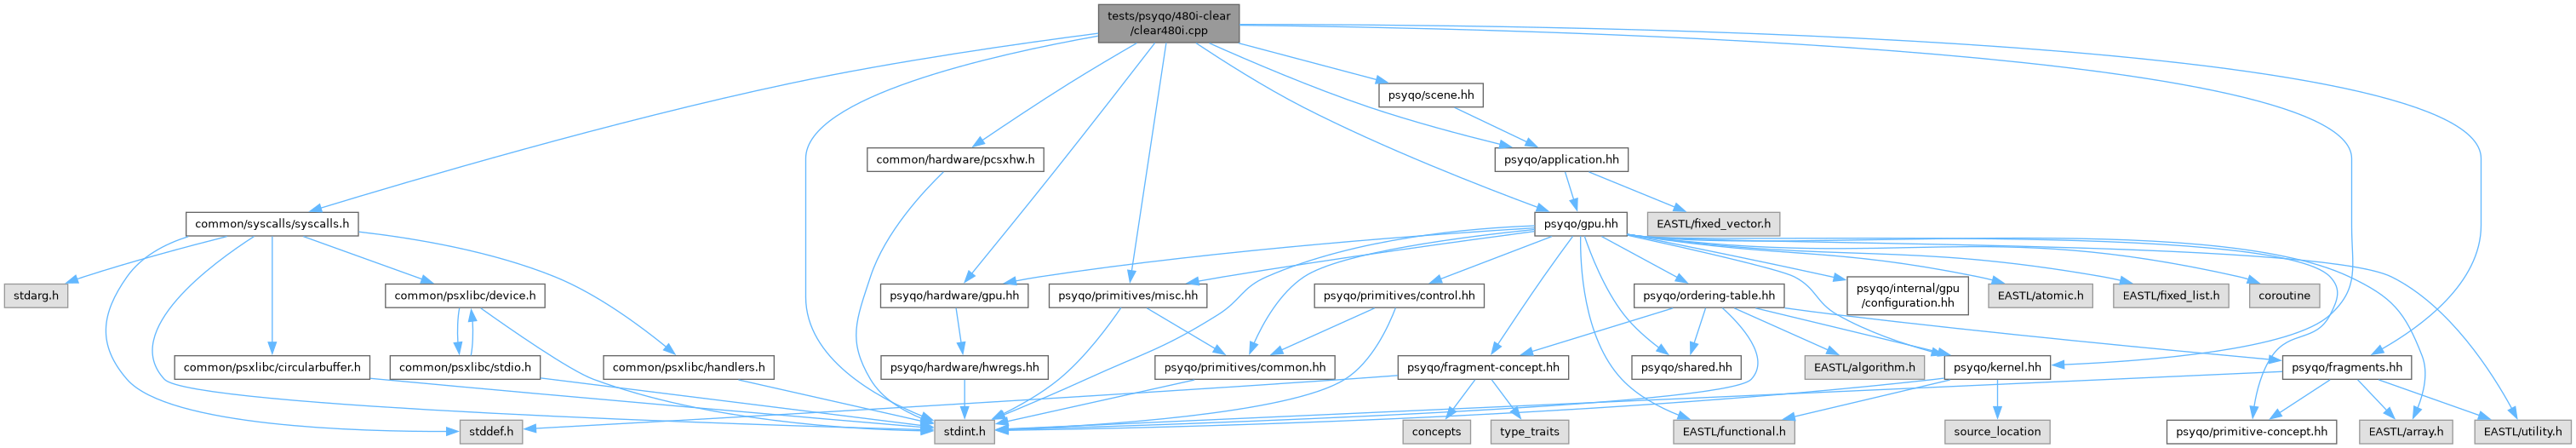 tests/psyqo/480i-clear
/clear480i.cpp
psyqo/scene.hh
common/hardware/pcsxhw.h
psyqo/application.hh
common/syscalls/syscalls.h
psyqo/gpu.hh
EASTL/fixed_vector.h
stdarg.h
common/psxlibc/device.h
psyqo/hardware/gpu.hh
psyqo/primitives/misc.hh
psyqo/primitives/control.hh
psyqo/ordering-table.hh
psyqo/internal/gpu
/configuration.hh
EASTL/atomic.h
EASTL/fixed_list.h
coroutine
common/psxlibc/circularbuffer.h
common/psxlibc/stdio.h
common/psxlibc/handlers.h
psyqo/hardware/hwregs.hh
psyqo/primitives/common.hh
psyqo/fragment-concept.hh
psyqo/shared.hh
EASTL/algorithm.h
psyqo/kernel.hh
psyqo/fragments.hh
stddef.h
stdint.h
concepts
type_traits
EASTL/functional.h
source_location
psyqo/primitive-concept.hh
EASTL/array.h
EASTL/utility.h